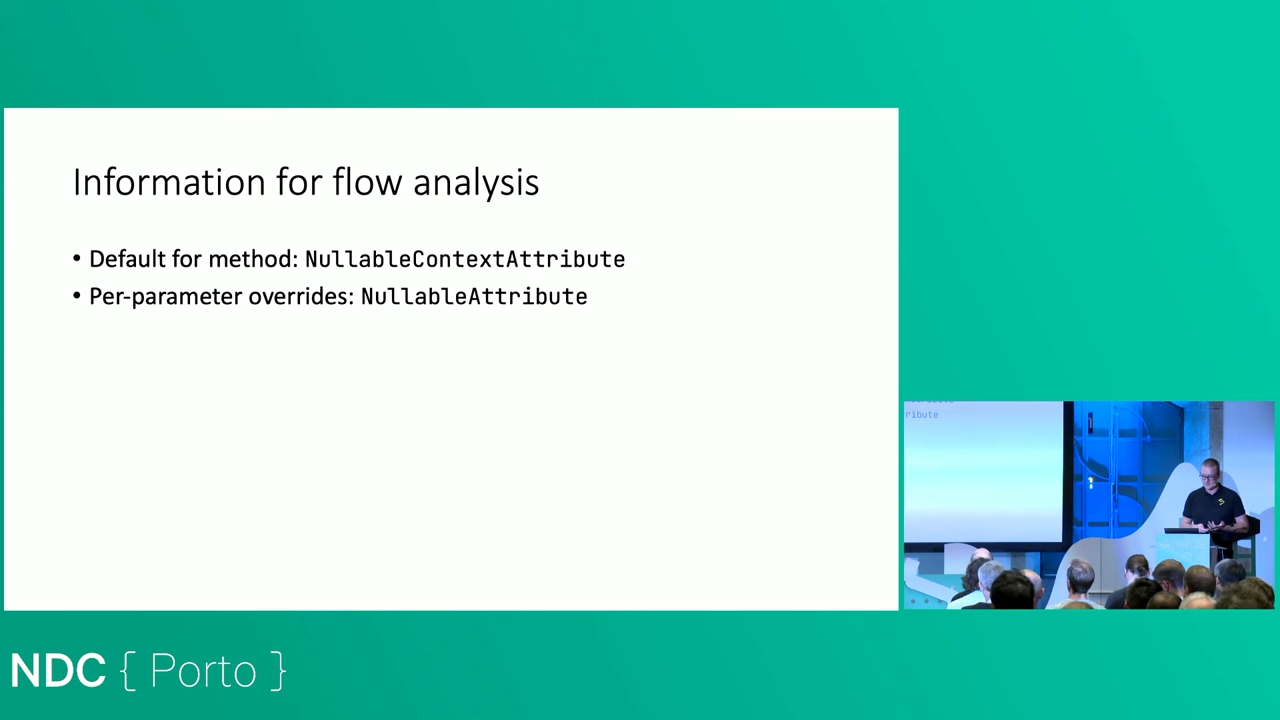 Information for flow analysis
• Default for method: NullableContextAttribute
• Per-parameter overrides: NullableAttribute
ribute
NDC { Porto }